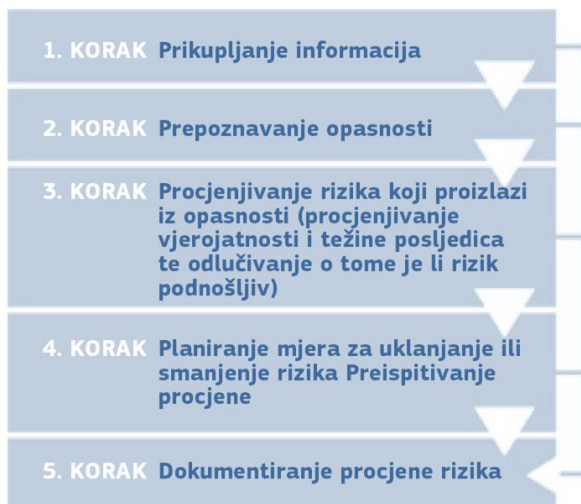 1. KORAK Prikupljanje informacija
2. KORAK Prepoznavanje opasnosti
3. KORAK Procjenjivanje rizika koji proizlazi
iz opasnosti (procjenjivanje
vjerojatnosti i težine posljedica
te odlučivanje o tome je li rizik
podnošljiv)
4. KORAK Planiranje mjera za uklanjanje ili
smanjenje rizika Preispitivanje
procjene
5. KORAK Dokumentiranje procjene rizika